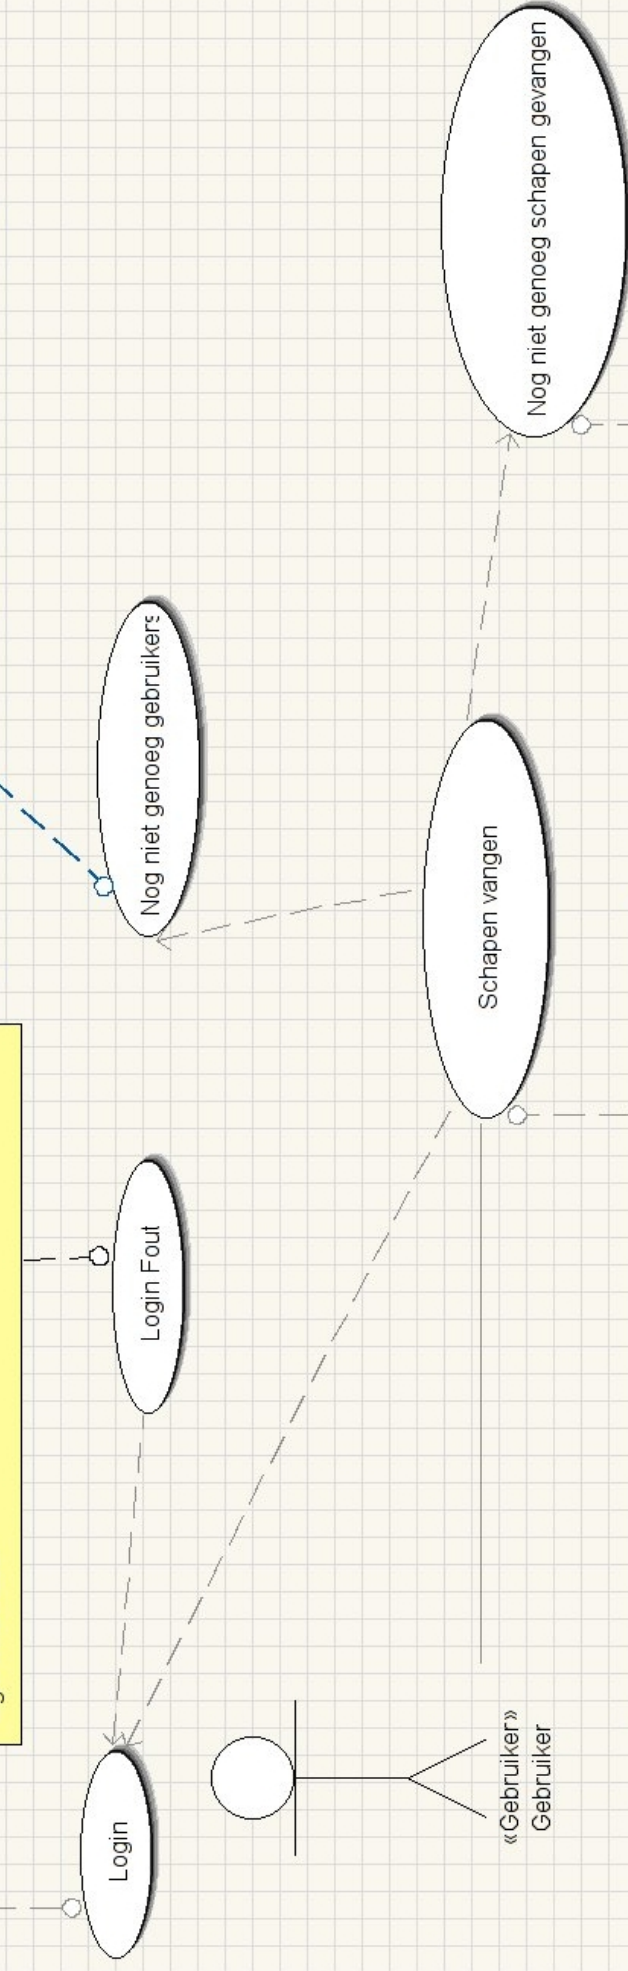 Nog niet genoeg schapen gevangen
Nog niet genoeg gebruikers
Schapen vangen
Login Fout
Login
«Gebruiker»
Gebruiker